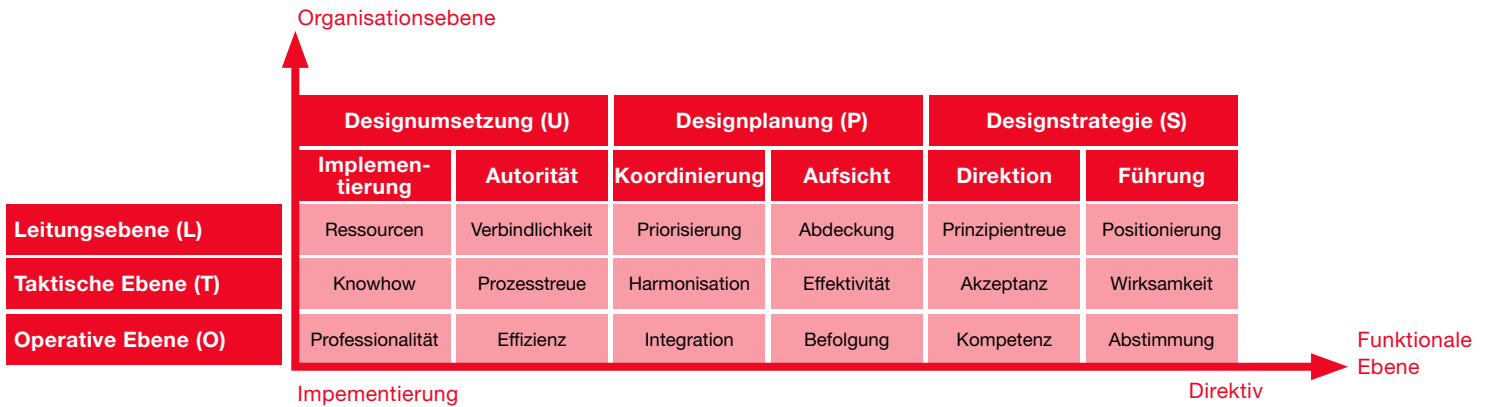 Organisationsebene
Designumsetzung (U) Designplanung (P) Designstrategie (S)
Implemen-
tierung Autorität Koordinierung Aufsicht Direktion Führung
Leitungsebene (L) Ressourcen Verbindlichkeit Priorisierung Abdeckung Prinzipientreue Positionierung
Taktische Ebene (T) Knowhow Prozesstreue Harmonisation Effektivität Akzeptanz Wirksamkeit
Operative Ebene (O) Professionalität Effizienz Integration Befolgung Kompetenz Abstimmung
Funktionale
Ebene
Impementierung Direktiv